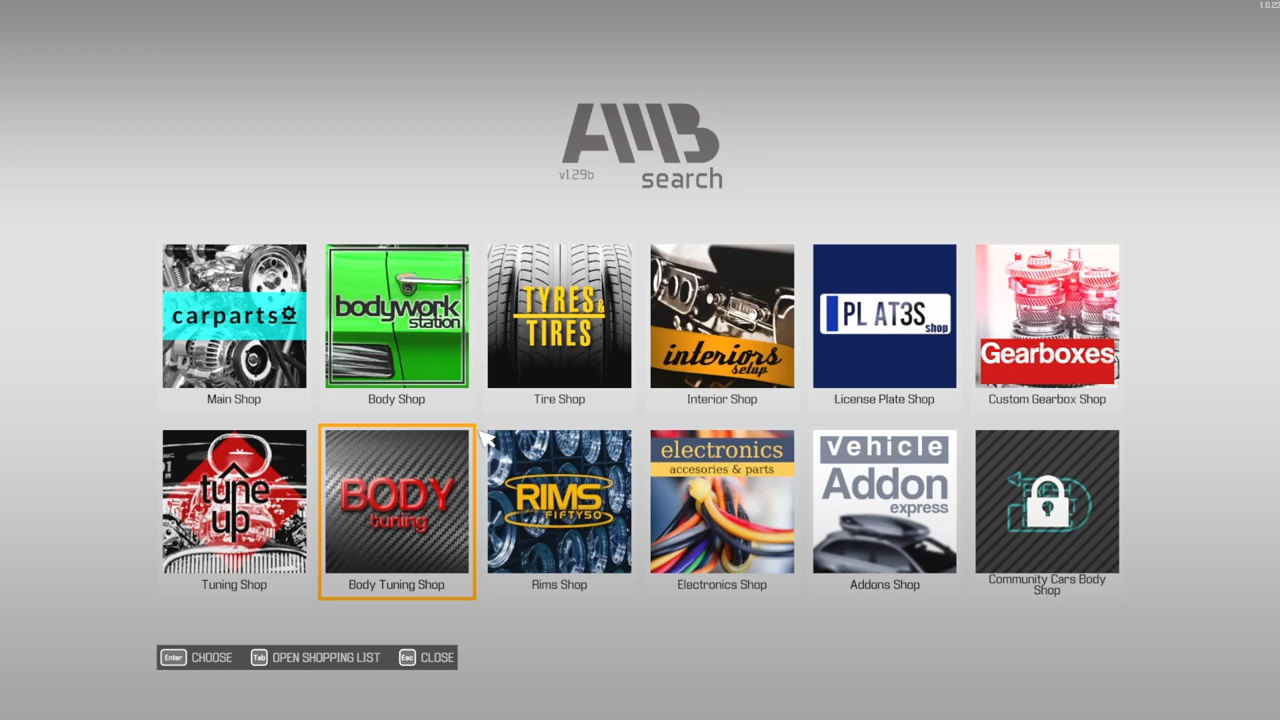 1.0.23
AMB
v1.29b
search
carparts
bodywork
station
TYRES &
TIRES
interiors
setup
PL AT3S
shop
Gearboxes
Main Shop
Body Shop
Tire Shop
Interior Shop
License Plate Shop
Custom Gearbox Shop
tune
up
BODY
tuning
RIMS
FIFTY50
electronics
accesories & parts
vehicle
Addon
express
Tuning Shop
Body Tuning Shop
Rims Shop
Electronics Shop
Addons Shop
Community Cars Body
Shop
Enter CHOOSE Tab OPEN SHOPPING LIST Esc CLOSE